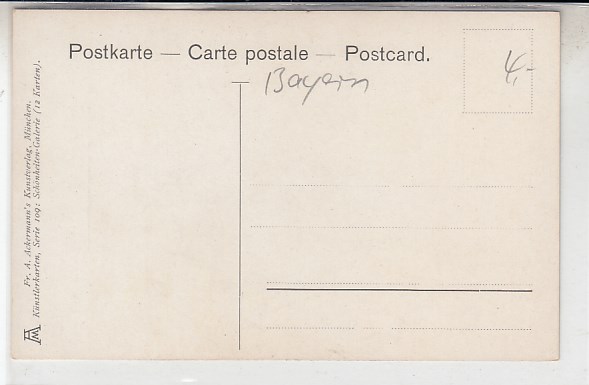 Postkarte — Carte postale — Postcard.
Bayern
4,-
Fr. A. Ackermann's Kunstverlag, München.
Künstlerkarten, Serie 109: Schönheiten-Galerie (12 Karten).